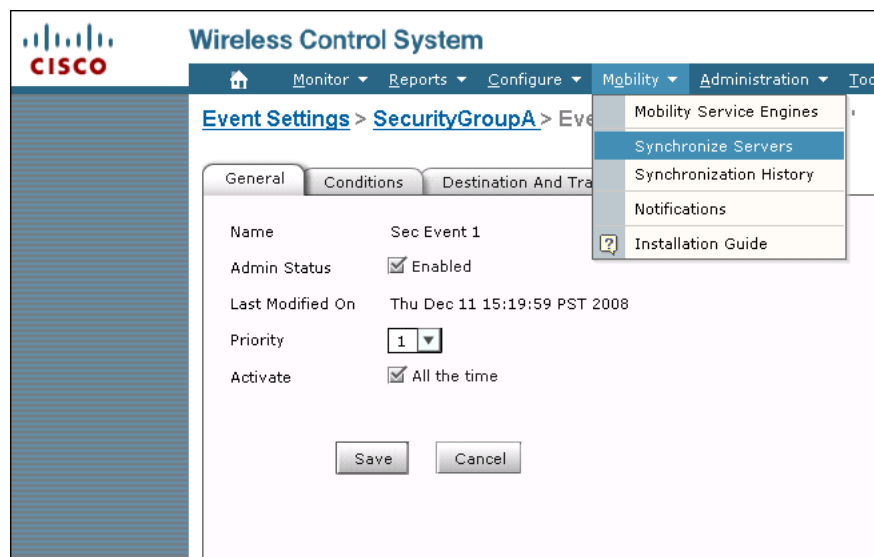 CISCO
Wireless Control System
Monitor Reports Configure Mobility Administration
Event Settings > SecurityGroupA >
Mobility Service Engines
Synchronize Servers
Synchronization History
Notifications
? Installation Guide
General Conditions Destination And
Name Sec Event 1
Admin Status Enabled
Last Modified On Thu Dec 11 15:19:59 PST 2008
Priority 1
Activate All the time
Save Cancel